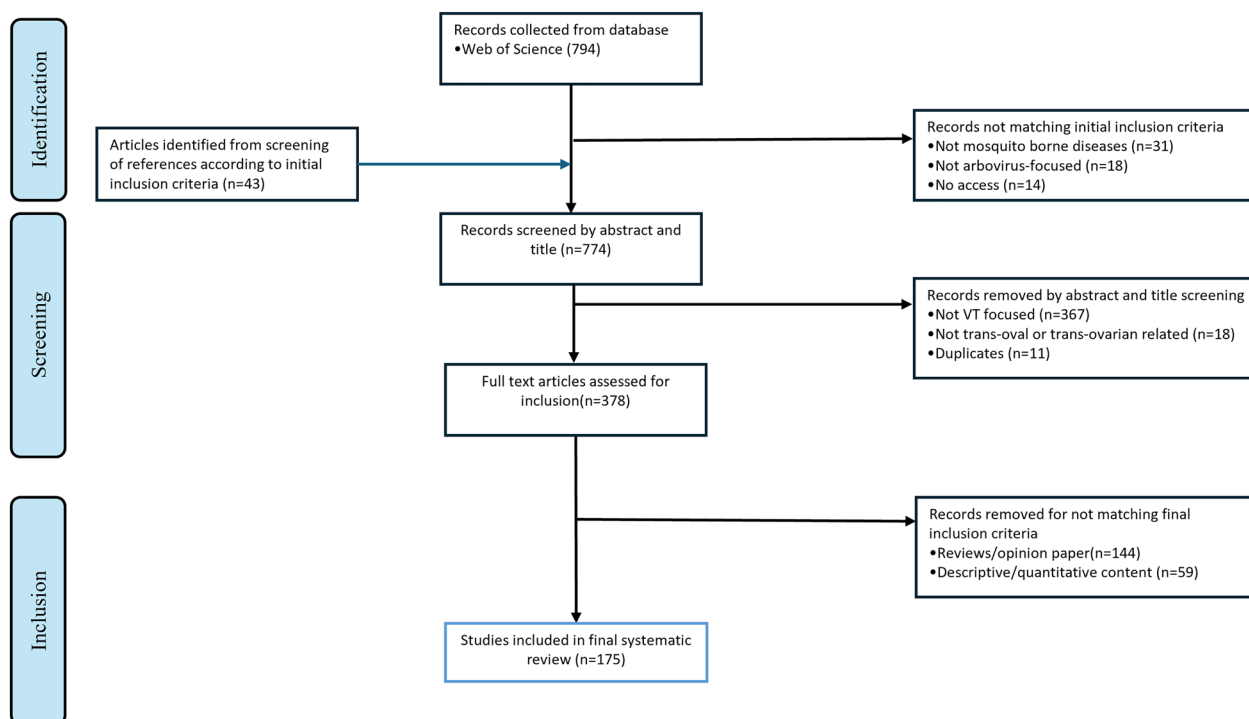 Identification
Records collected from database
•Web of Science (794)
Articles identified from screening
of references according to initial
inclusion criteria (n=43)
Records not matching initial inclusion criteria
•Not mosquito borne diseases (n=31)
•Not arbovirus-focused (n=18)
•No access (n=14)
Screening
Records screened by abstract and
title (n=774)
Records removed by abstract and title screening
•Not VT focused (n=367)
•Not trans-oval or trans-ovarian related (n=18)
•Duplicates (n=11)
Full text articles assessed for
inclusion(n=378)
Inclusion
Records removed for not matching final
inclusion criteria
•Reviews/opinion paper(n=144)
•Descriptive/quantitative content (n=59)
Studies included in final systematic
review (n=175)